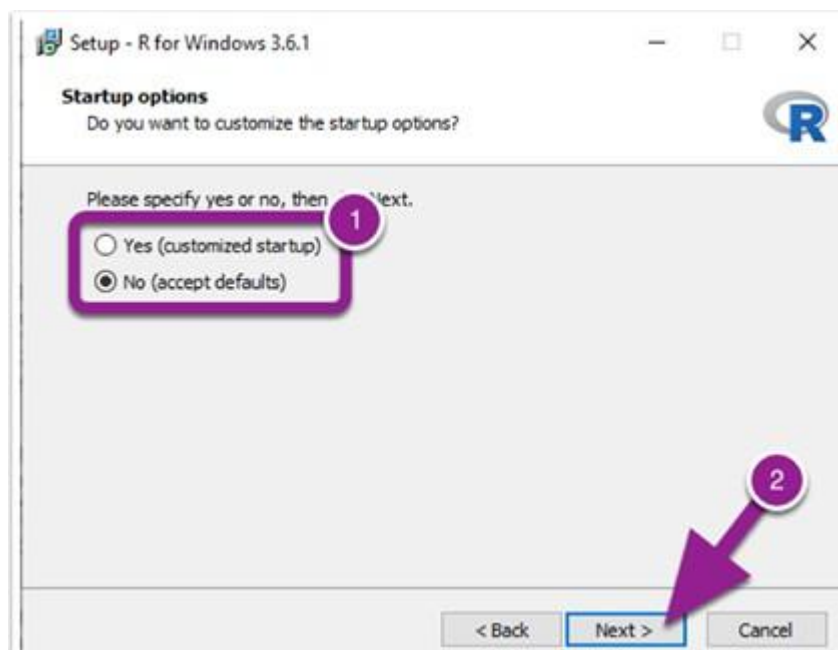 Setup - R for Windows 3.6.1
Startup options
Do you want to customize the startup options?
R
Please specify yes or no, then Next.
1
Yes (customized startup)
No (accept defaults)
2
< Back Next > Cancel